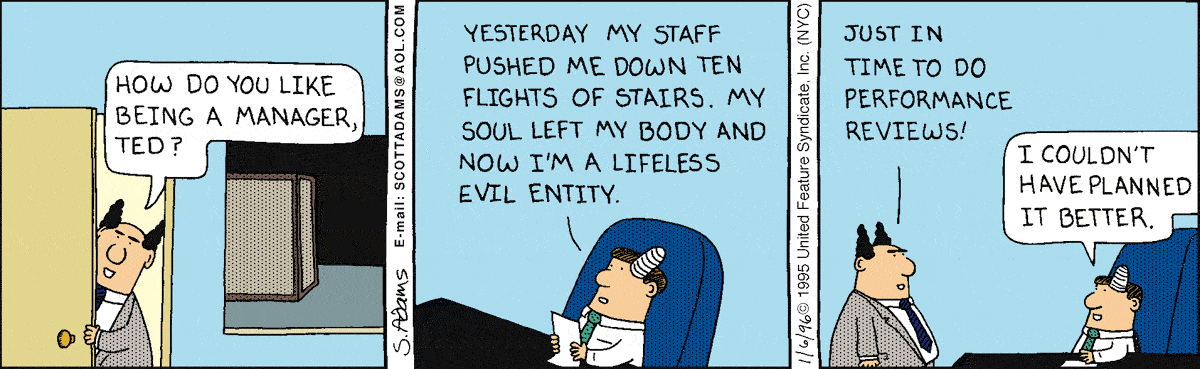 HOW DO YOU LIKE
BEING A MANAGER,
TED?
S. Adams
E-mail: SCOTTADAMS@AOL.COM
YESTERDAY MY STAFF
PUSHED ME DOWN TEN
FLIGHTS OF STAIRS. MY
SOUL LEFT MY BODY AND
NOW I'M A LIFELESS
EVIL ENTITY.
1/6/96 © 1995 United Feature Syndicate, Inc. (NYC)
JUST IN
TIME TO DO
PERFORMANCE
REVIEWS!
I COULDN'T
HAVE PLANNED
IT BETTER.